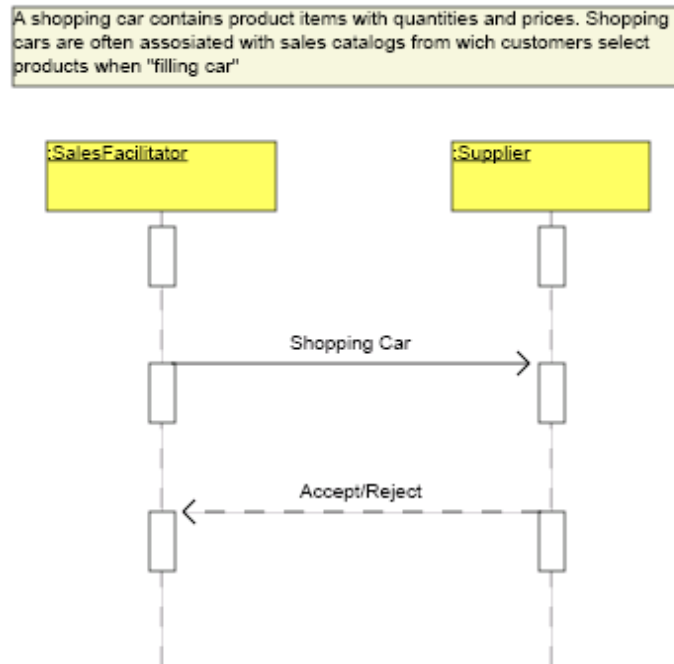 A shopping car contains product items with quantities and prices. Shopping
cars are often assosiated with sales catalogs from wich customers select
products when "filling car"
:SalesFacilitator
:Supplier
Shopping Car
Accept/Reject